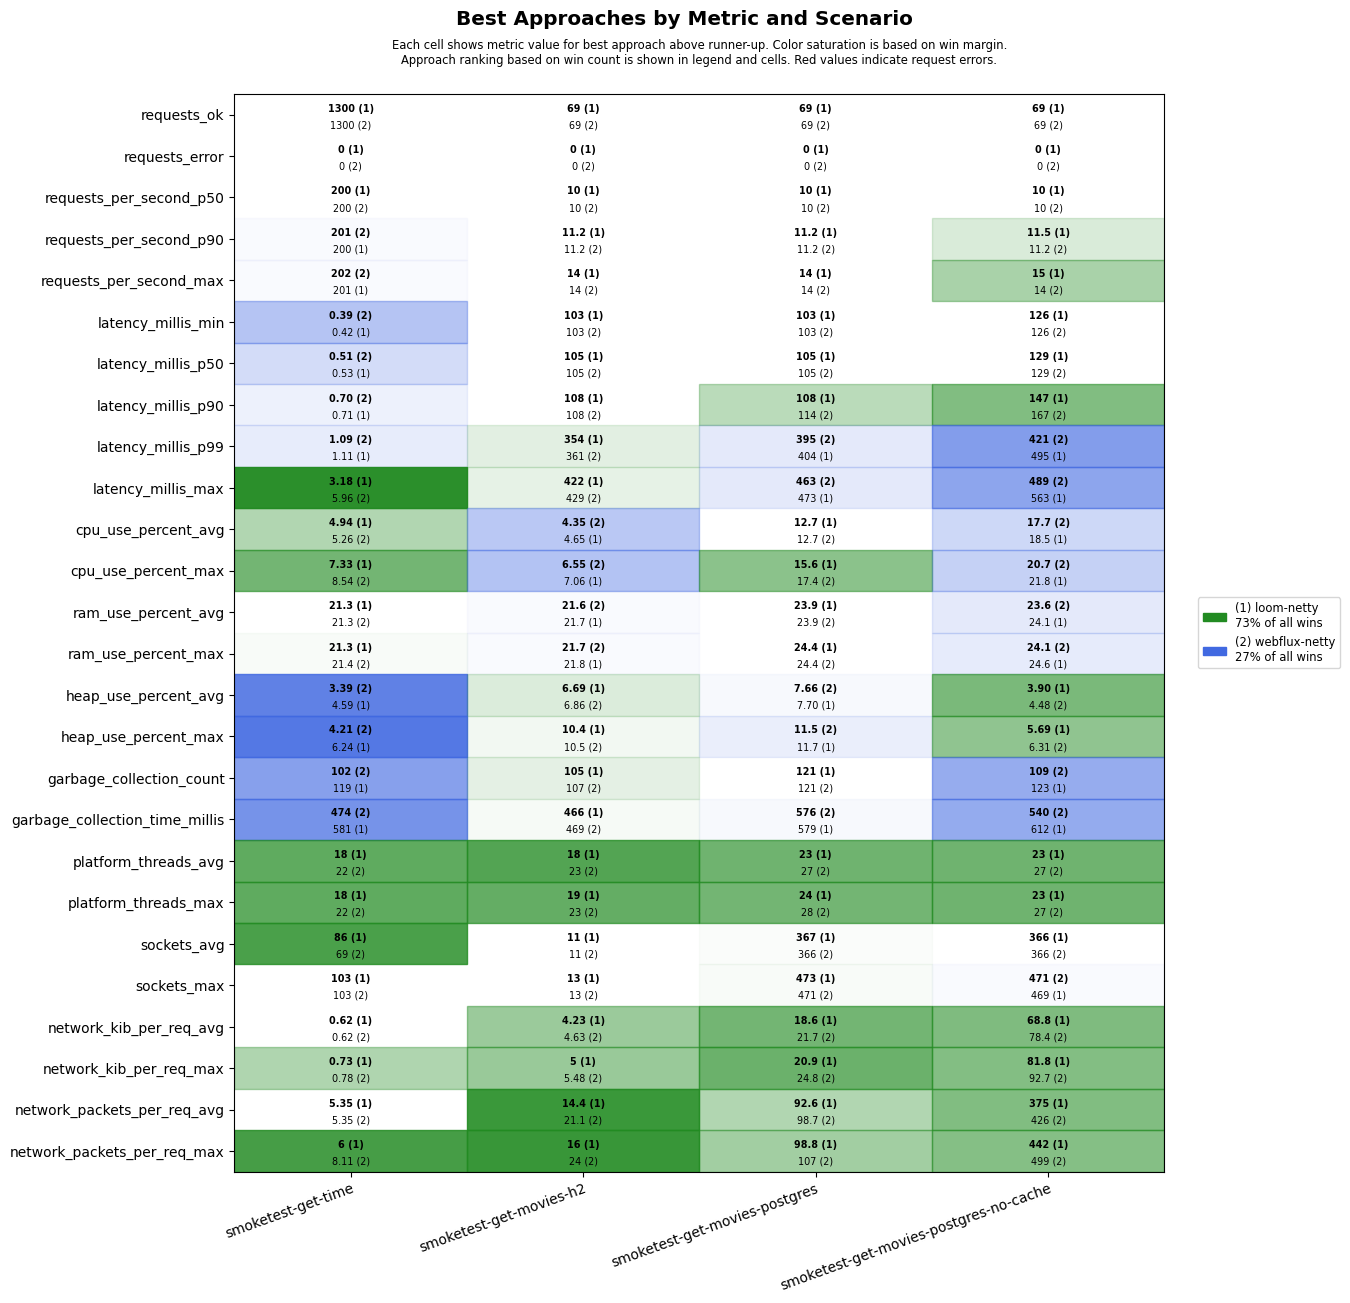 Best Approaches by Metric and Scenario
Each cell shows metric value for best approach above runner-up. Color saturation is based on win margin.
Approach ranking based on win count is shown in legend and cells. Red values indicate request errors.
requests_ok
1300 (1) 69 (1) 69 (1) 69 (1)
1300 (2) 69 (2) 69 (2) 69 (2)
requests_error
0 (1) 0 (1) 0 (1) 0 (1)
0 (2) 0 (2) 0 (2) 0 (2)
requests_per_second_p50
200 (1) 10 (1) 10 (1) 10 (1)
200 (2) 10 (2) 10 (2) 10 (2)
requests_per_second_p90
201 (2) 11.2 (1) 11.2 (1) 11.5 (1)
200 (1) 11.2 (2) 11.2 (2) 11.2 (2)
requests_per_second_max
202 (2) 14 (1) 14 (1) 15 (1)
201 (1) 14 (2) 14 (2) 14 (2)
latency_millis_min
0.39 (2) 103 (1) 103 (1) 126 (1)
0.42 (1) 103 (2) 103 (2) 126 (2)
latency_millis_p50
0.51 (2) 105 (1) 105 (1) 129 (1)
0.53 (1) 105 (2) 105 (2) 129 (2)
latency_millis_p90
0.70 (2) 108 (1) 108 (1) 147 (1)
0.71 (1) 108 (2) 114 (2) 167 (2)
latency_millis_p99
1.09 (2) 354 (1) 395 (2) 421 (2)
1.11 (1) 361 (2) 404 (1) 495 (1)
latency_millis_max
3.18 (1) 422 (1) 463 (2) 489 (2)
5.96 (2) 429 (2) 473 (1) 563 (1)
cpu_use_percent_avg
4.94 (1) 4.35 (2) 12.7 (1) 17.7 (2)
5.26 (2) 4.65 (1) 12.7 (2) 18.5 (1)
cpu_use_percent_max
7.33 (1) 6.55 (2) 15.6 (1) 20.7 (2)
8.54 (2) 7.06 (1) 17.4 (2) 21.8 (1)
ram_use_percent_avg
21.3 (1) 21.6 (2) 23.9 (1) 23.6 (2)
21.3 (2) 21.7 (1) 23.9 (2) 24.1 (1)
ram_use_percent_max
21.3 (1) 21.7 (2) 24.4 (1) 24.1 (2)
21.4 (2) 21.8 (1) 24.4 (2) 24.6 (1)
heap_use_percent_avg
3.39 (2) 6.69 (1) 7.66 (2) 3.90 (1)
4.59 (1) 6.86 (2) 7.70 (1) 4.48 (2)
heap_use_percent_max
4.21 (2) 10.4 (1) 11.5 (2) 5.69 (1)
6.24 (1) 10.5 (2) 11.7 (1) 6.31 (2)
garbage_collection_count
102 (2) 105 (1) 121 (1) 109 (2)
119 (1) 107 (2) 121 (2) 123 (1)
garbage_collection_time_millis
474 (2) 466 (1) 576 (2) 540 (2)
581 (1) 469 (2) 579 (1) 612 (1)
platform_threads_avg
18 (1) 18 (1) 23 (1) 23 (1)
22 (2) 23 (2) 27 (2) 27 (2)
platform_threads_max
18 (1) 19 (1) 24 (1) 23 (1)
22 (2) 23 (2) 28 (2) 27 (2)
sockets_avg
86 (1) 11 (1) 367 (1) 366 (1)
69 (2) 11 (2) 366 (2) 366 (2)
sockets_max
103 (1) 13 (1) 473 (1) 471 (2)
103 (2) 13 (2) 471 (2) 469 (1)
network_kib_per_req_avg
0.62 (1) 4.23 (1) 18.6 (1) 68.8 (1)
0.62 (2) 4.63 (2) 21.7 (2) 78.4 (2)
network_kib_per_req_max
0.73 (1) 5 (1) 20.9 (1) 81.8 (1)
0.78 (2) 5.48 (2) 24.8 (2) 92.7 (2)
network_packets_per_req_avg
5.35 (1) 14.4 (1) 92.6 (1) 375 (1)
5.35 (2) 21.1 (2) 98.7 (2) 426 (2)
network_packets_per_req_max
6 (1) 16 (1) 98.8 (1) 442 (1)
8.11 (2) 24 (2) 107 (2) 499 (2)
smoketest-get-time
smoketest-get-movies-h2
smoketest-get-movies-postgres
smoketest-get-movies-postgres-no-cache
(1) loom-netty
73% of all wins
(2) webflux-netty
27% of all wins